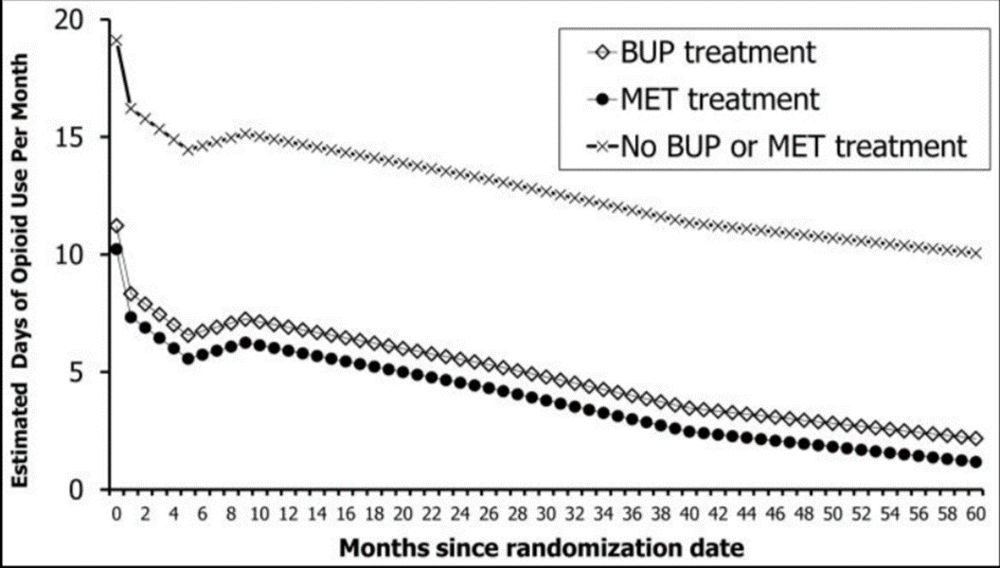 Estimated Days of Opioid Use Per Month
20
15
10
5
0
BUP treatment
MET treatment
No BUP or MET treatment
0 2 4 6 8 10 12 14 16 18 20 22 24 26 28 30 32 34 36 38 40 42 44 46 48 50 52 54 56 58 60
Months since randomization date